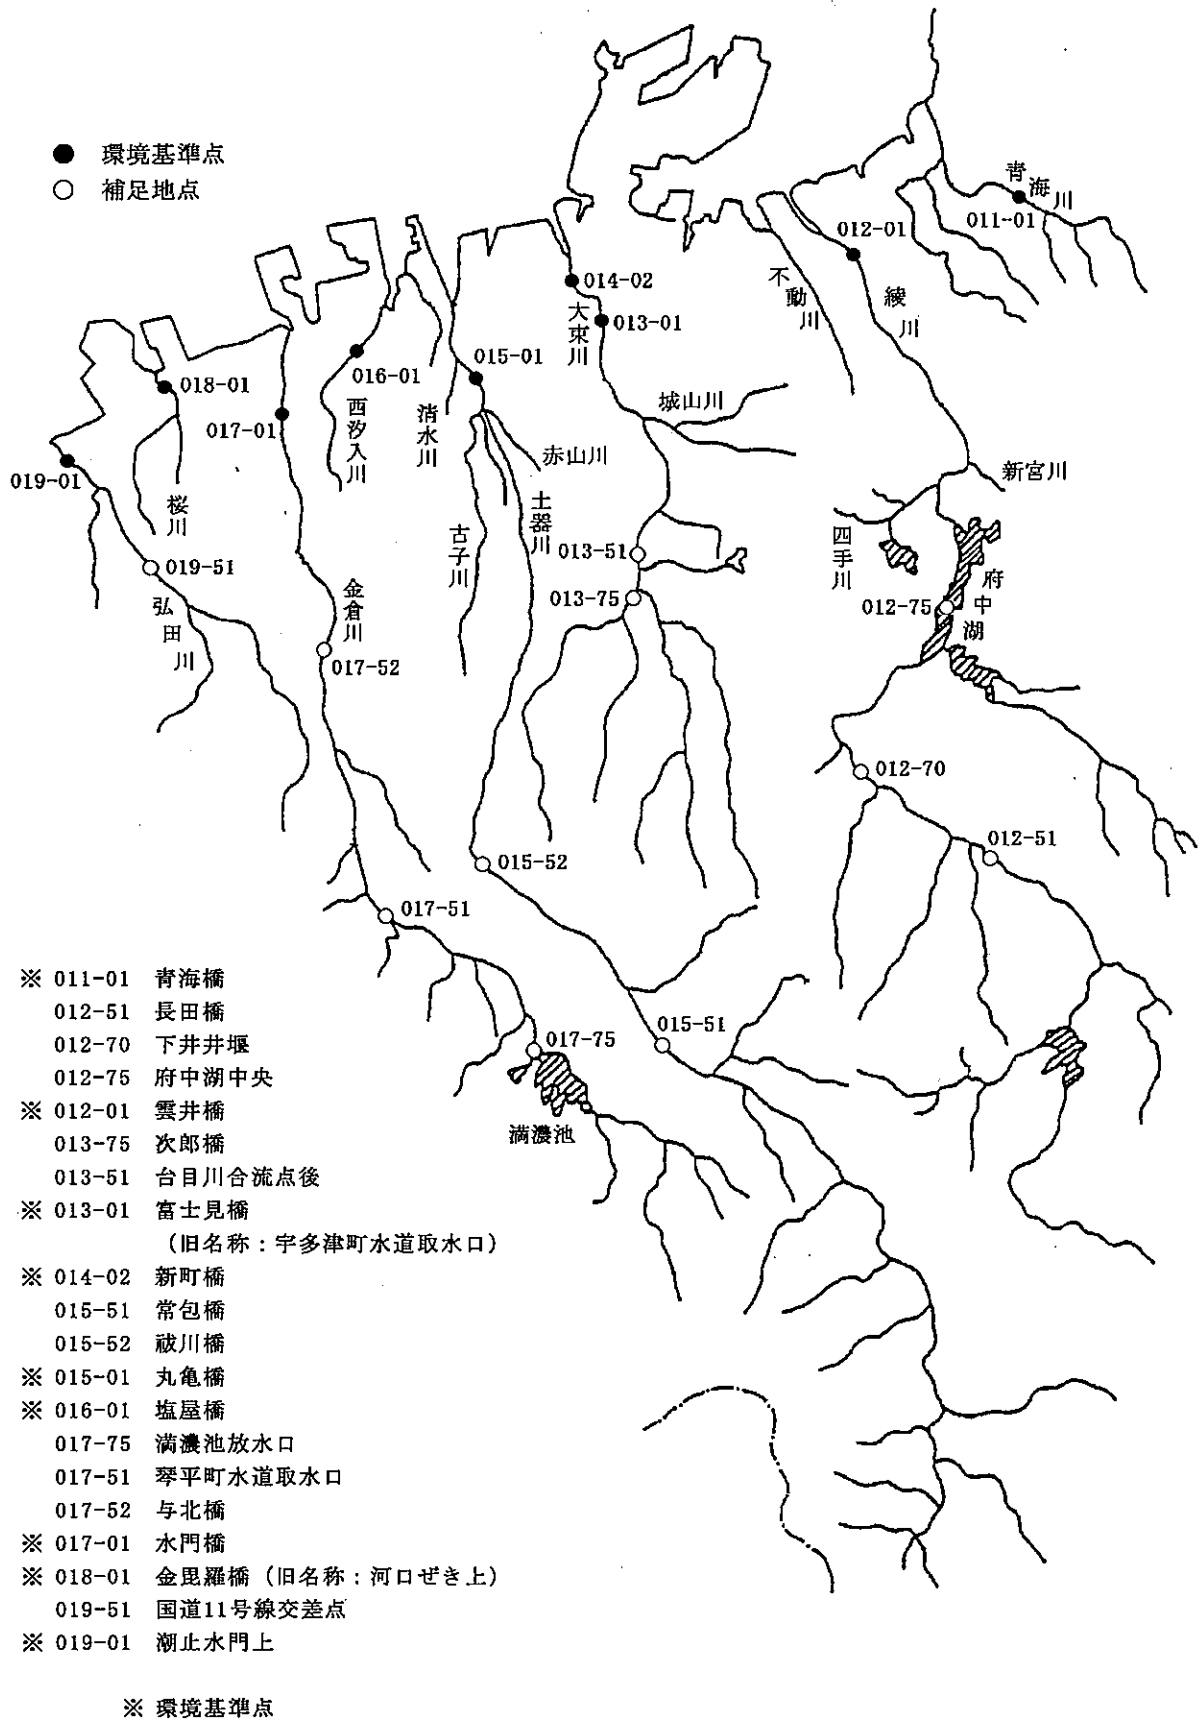 ● 環境基準点
○ 補足地点
青海川
011-01
012-01
綾川
不動川
014-02
大束川
013-01
015-01
016-01
018-01
017-01
019-01
西汐入川
清水川
城山川
赤山川
土器川
古子川
桜川
新宮川
四手川
府中湖
013-51
013-75
012-75
019-51
弘田川
金倉川
017-52
012-70
012-51
015-52
017-51
017-75
015-51
満濃池
※ 011-01 青海橋
012-51 長田橋
012-70 下井井堰
012-75 府中湖中央
※ 012-01 雲井橋
013-75 次郎橋
013-51 台目川合流点後
※ 013-01 富士見橋
(旧名称：宇多津町水道取水口)
※ 014-02 新町橋
015-51 常包橋
015-52 祓川橋
※ 015-01 丸亀橋
※ 016-01 塩屋橋
017-75 満濃池放水口
017-51 琴平町水道取水口
017-52 与北橋
※ 017-01 水門橋
※ 018-01 金毘羅橋 (旧名称：河口ぜき上)
019-51 国道11号線交差点
※ 019-01 潮止水門上
※ 環境基準点